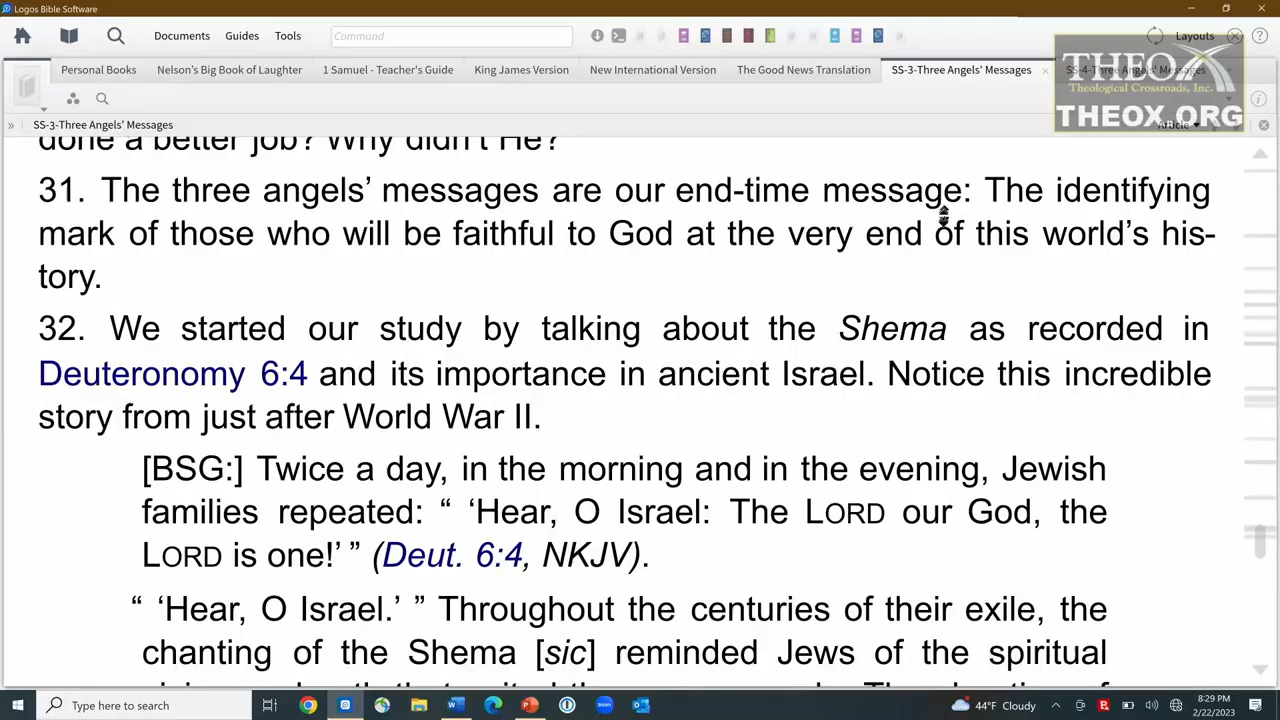 Logos Bible Software
Documents Guides Tools Command Layouts
Personal Books Nelson's Big Book of Labughter 1 Samuel King James Version New International Version The Good News Translation SS-3-Three Angels' Messages SS-4-Three Angels' Messages
THEOX
Theological Crossroads, Inc.
THEOX.ORG
SS-3-Three Angels' Messages Article
done a better job? Why didn't He?
31. The three angels' messages are our end-time message: The identifying
mark of those who will be faithful to God at the very end of this world's his-
tory.
32. We started our study by talking about the Shema as recorded in
Deuteronomy 6:4 and its importance in ancient Israel. Notice this incredible
story from just after World War II.
[BSG:] Twice a day, in the morning and in the evening, Jewish
families repeated: “ ‘Hear, O Israel: The LORD our God, the
LORD is one!’ ” (Deut. 6:4, NKJV).
“ ‘Hear, O Israel.’ ” Throughout the centuries of their exile, the
chanting of the Shema [sic] reminded Jews of the spiritual
Type here to search
44°F Cloudy
8:29 PM
2/22/2023